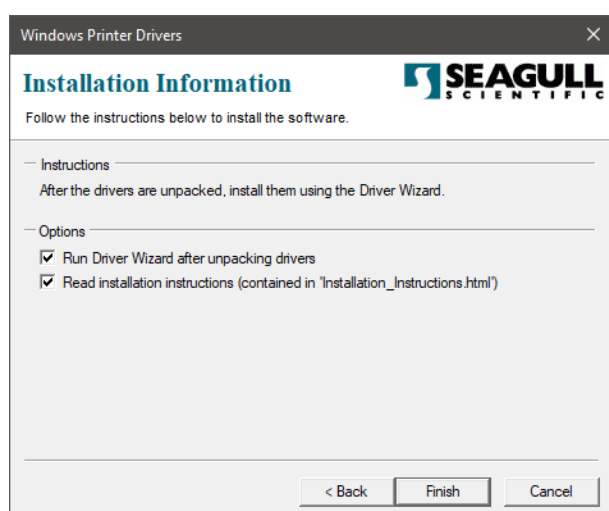 Windows Printer Drivers
Installation Information
SEAGULL
SCIENTIFIC
Follow the instructions below to install the software.
Instructions
After the drivers are unpacked, install them using the Driver Wizard.
Options
Run Driver Wizard after unpacking drivers
Read installation instructions (contained in 'Installation_Instructions.html')
< Back Finish Cancel